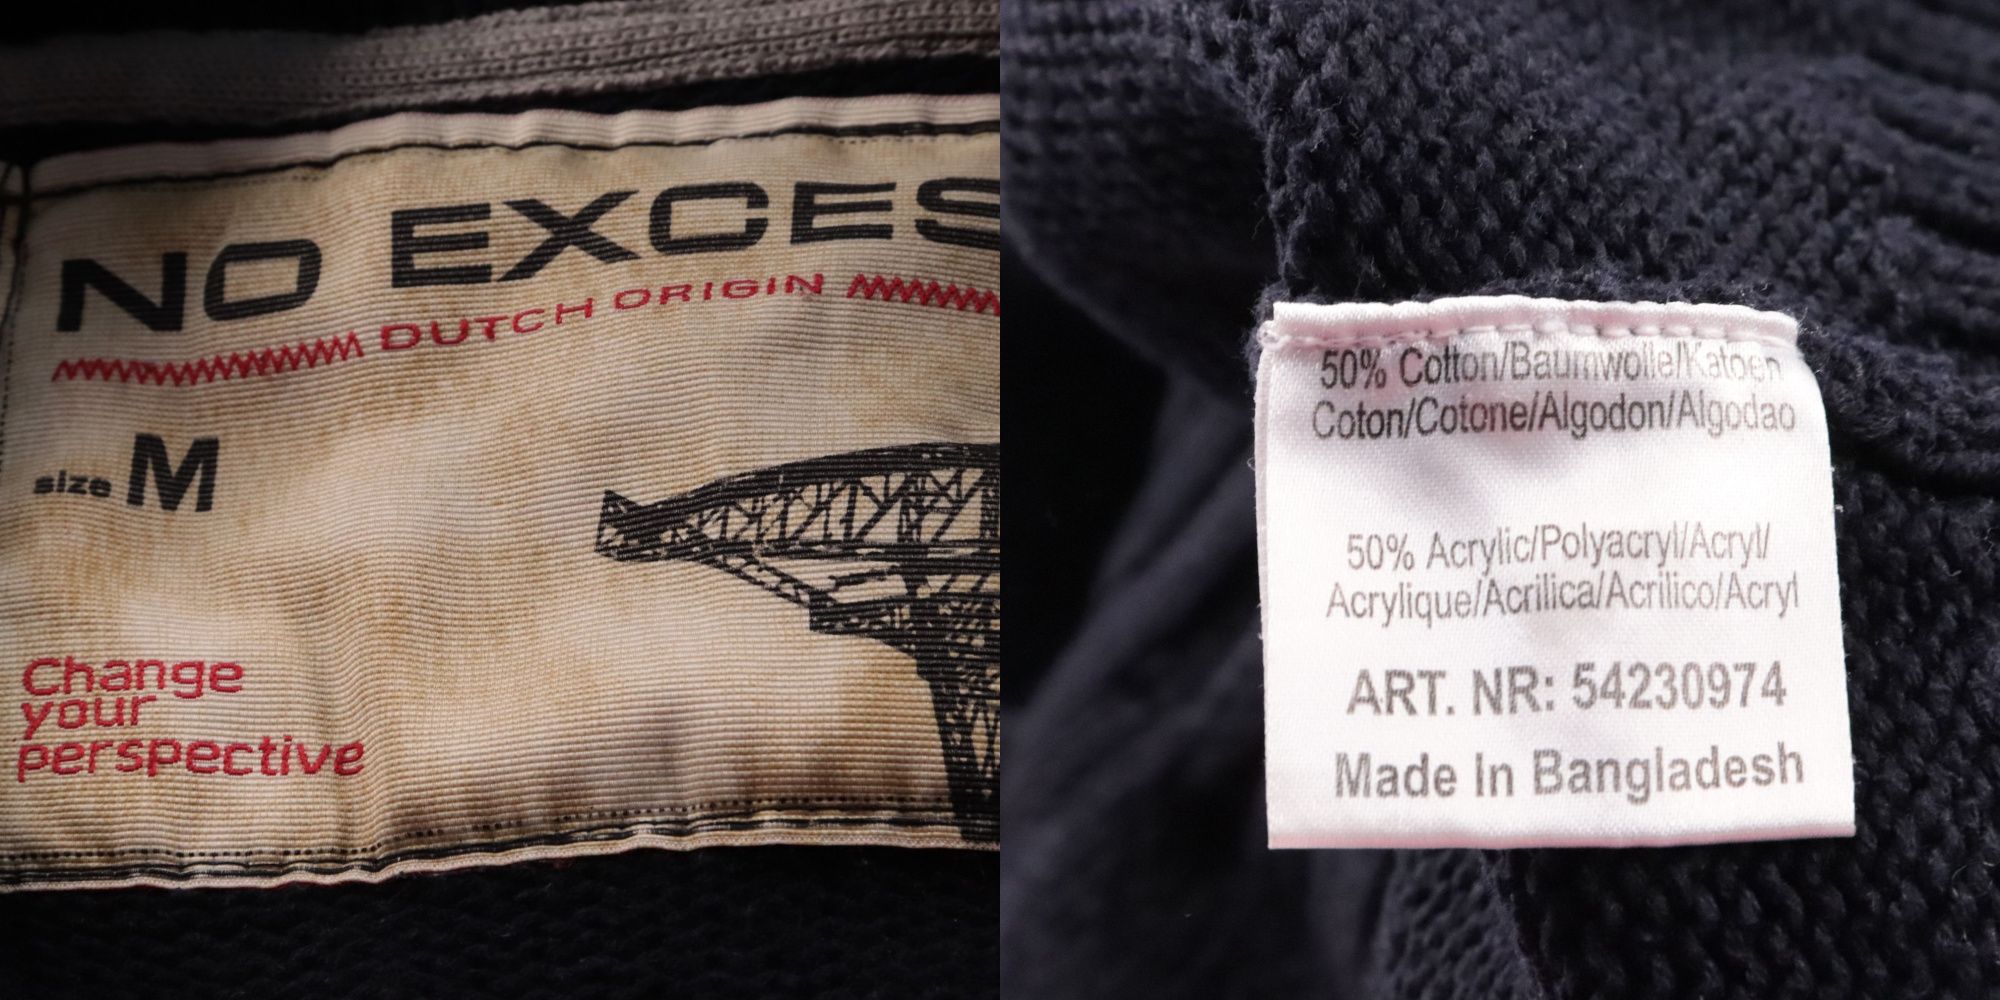 NO EXCES
DUTCH ORIGIN
size M
Change
your
perspective
50% Cotton/Baumwolle/Katoen
Coton/Cotone/Algodon/Algodao
50% Acrylic/Polyacryl/Acryl/
Acrylique/Acrilica/Acrilico/Acryl
ART. NR: 54230974
Made In Bangladesh